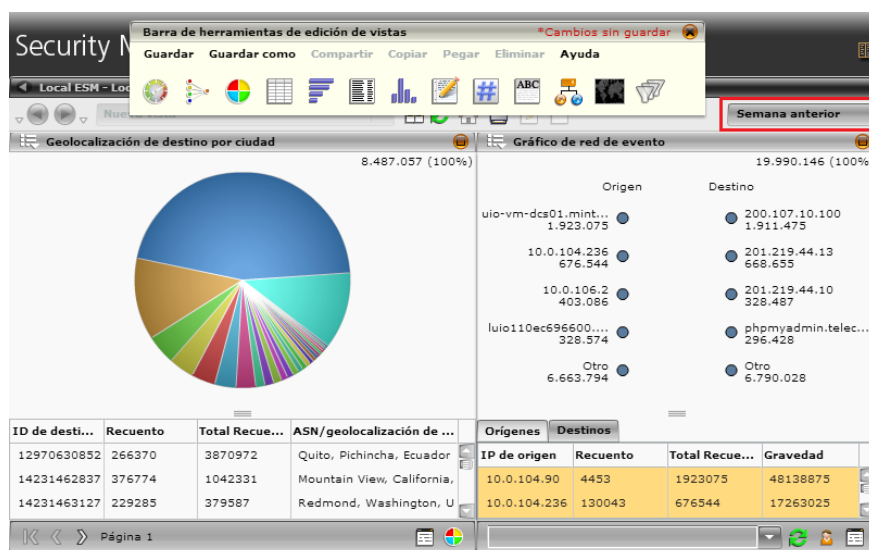 Security
Barra de herramientas de edición de vistas
*Cambios sin guardar
Guardar Guardar como Compartir Copiar Pegar Eliminar Ayuda
ABC
Local ESM -
Semana anterior
Geolocalización de destino por ciudad
8.487.057 (100%)
ID de desti... Recuento Total Recue... ASN/geolocalización de ...
12970630852 266370 3870972 Quito, Pichincha, Ecuador
14231462837 376774 1042331 Mountain View, California,
14231463127 229285 379587 Redmond, Washington, U
Página 1
Gráfico de red de evento
19.990.146 (100%
Origen Destino
uio-vm-dcs01.mint...
1.923.075
200.107.10.100
1.911.475
10.0.104.236
676.544
201.219.44.13
668.655
10.0.106.2
403.086
201.219.44.10
328.487
luio110ec696600....
328.574
phpmyadmin.telec...
296.428
Otro
6.663.794
Otro
6.790.028
Orígenes Destinos
IP de origen Recuento Total Recue... Gravedad
10.0.104.90 4453 1923075 48138875
10.0.104.236 130043 676544 17263025